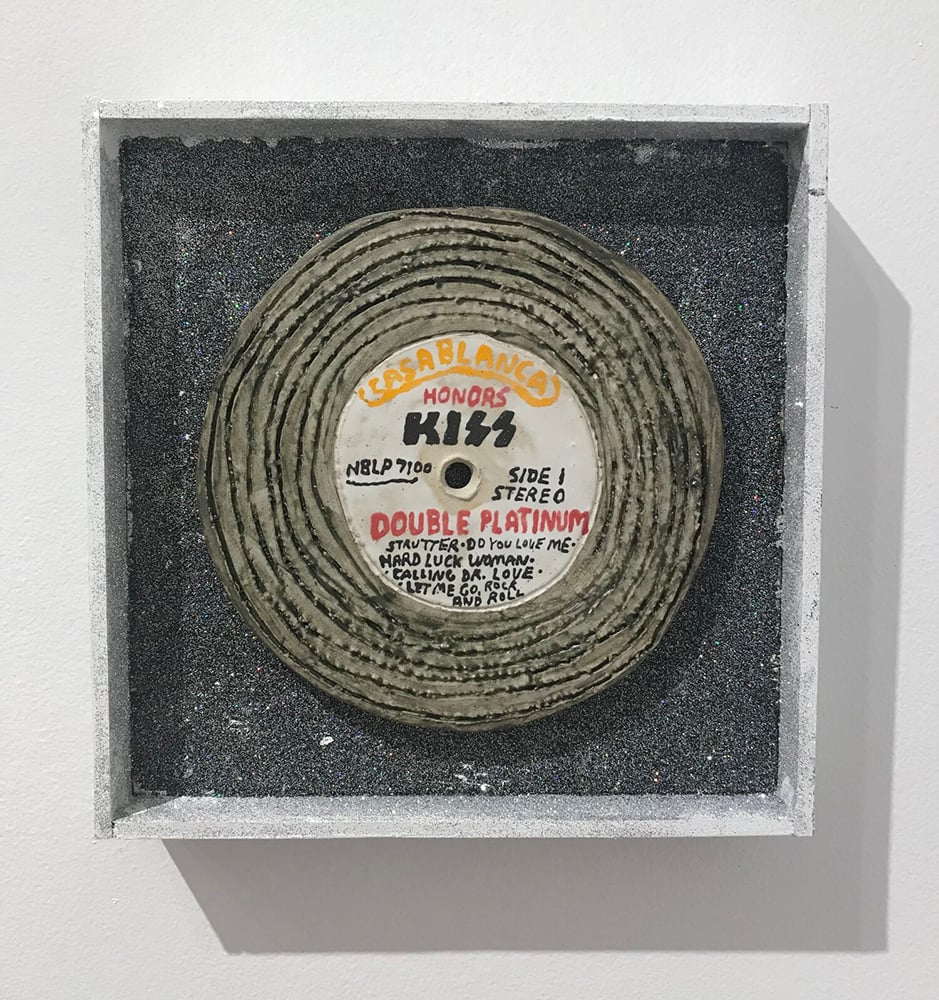 CASABLANCA
HONORS
KISS
NBLP 7100
SIDE 1
STEREO
DOUBLE PLATINUM
STRUTTER · DO YOU LOVE ME ·
HARD LUCK WOMAN ·
· CALLING DR. LOVE ·
· LET ME GO, ROCK
AND ROLL